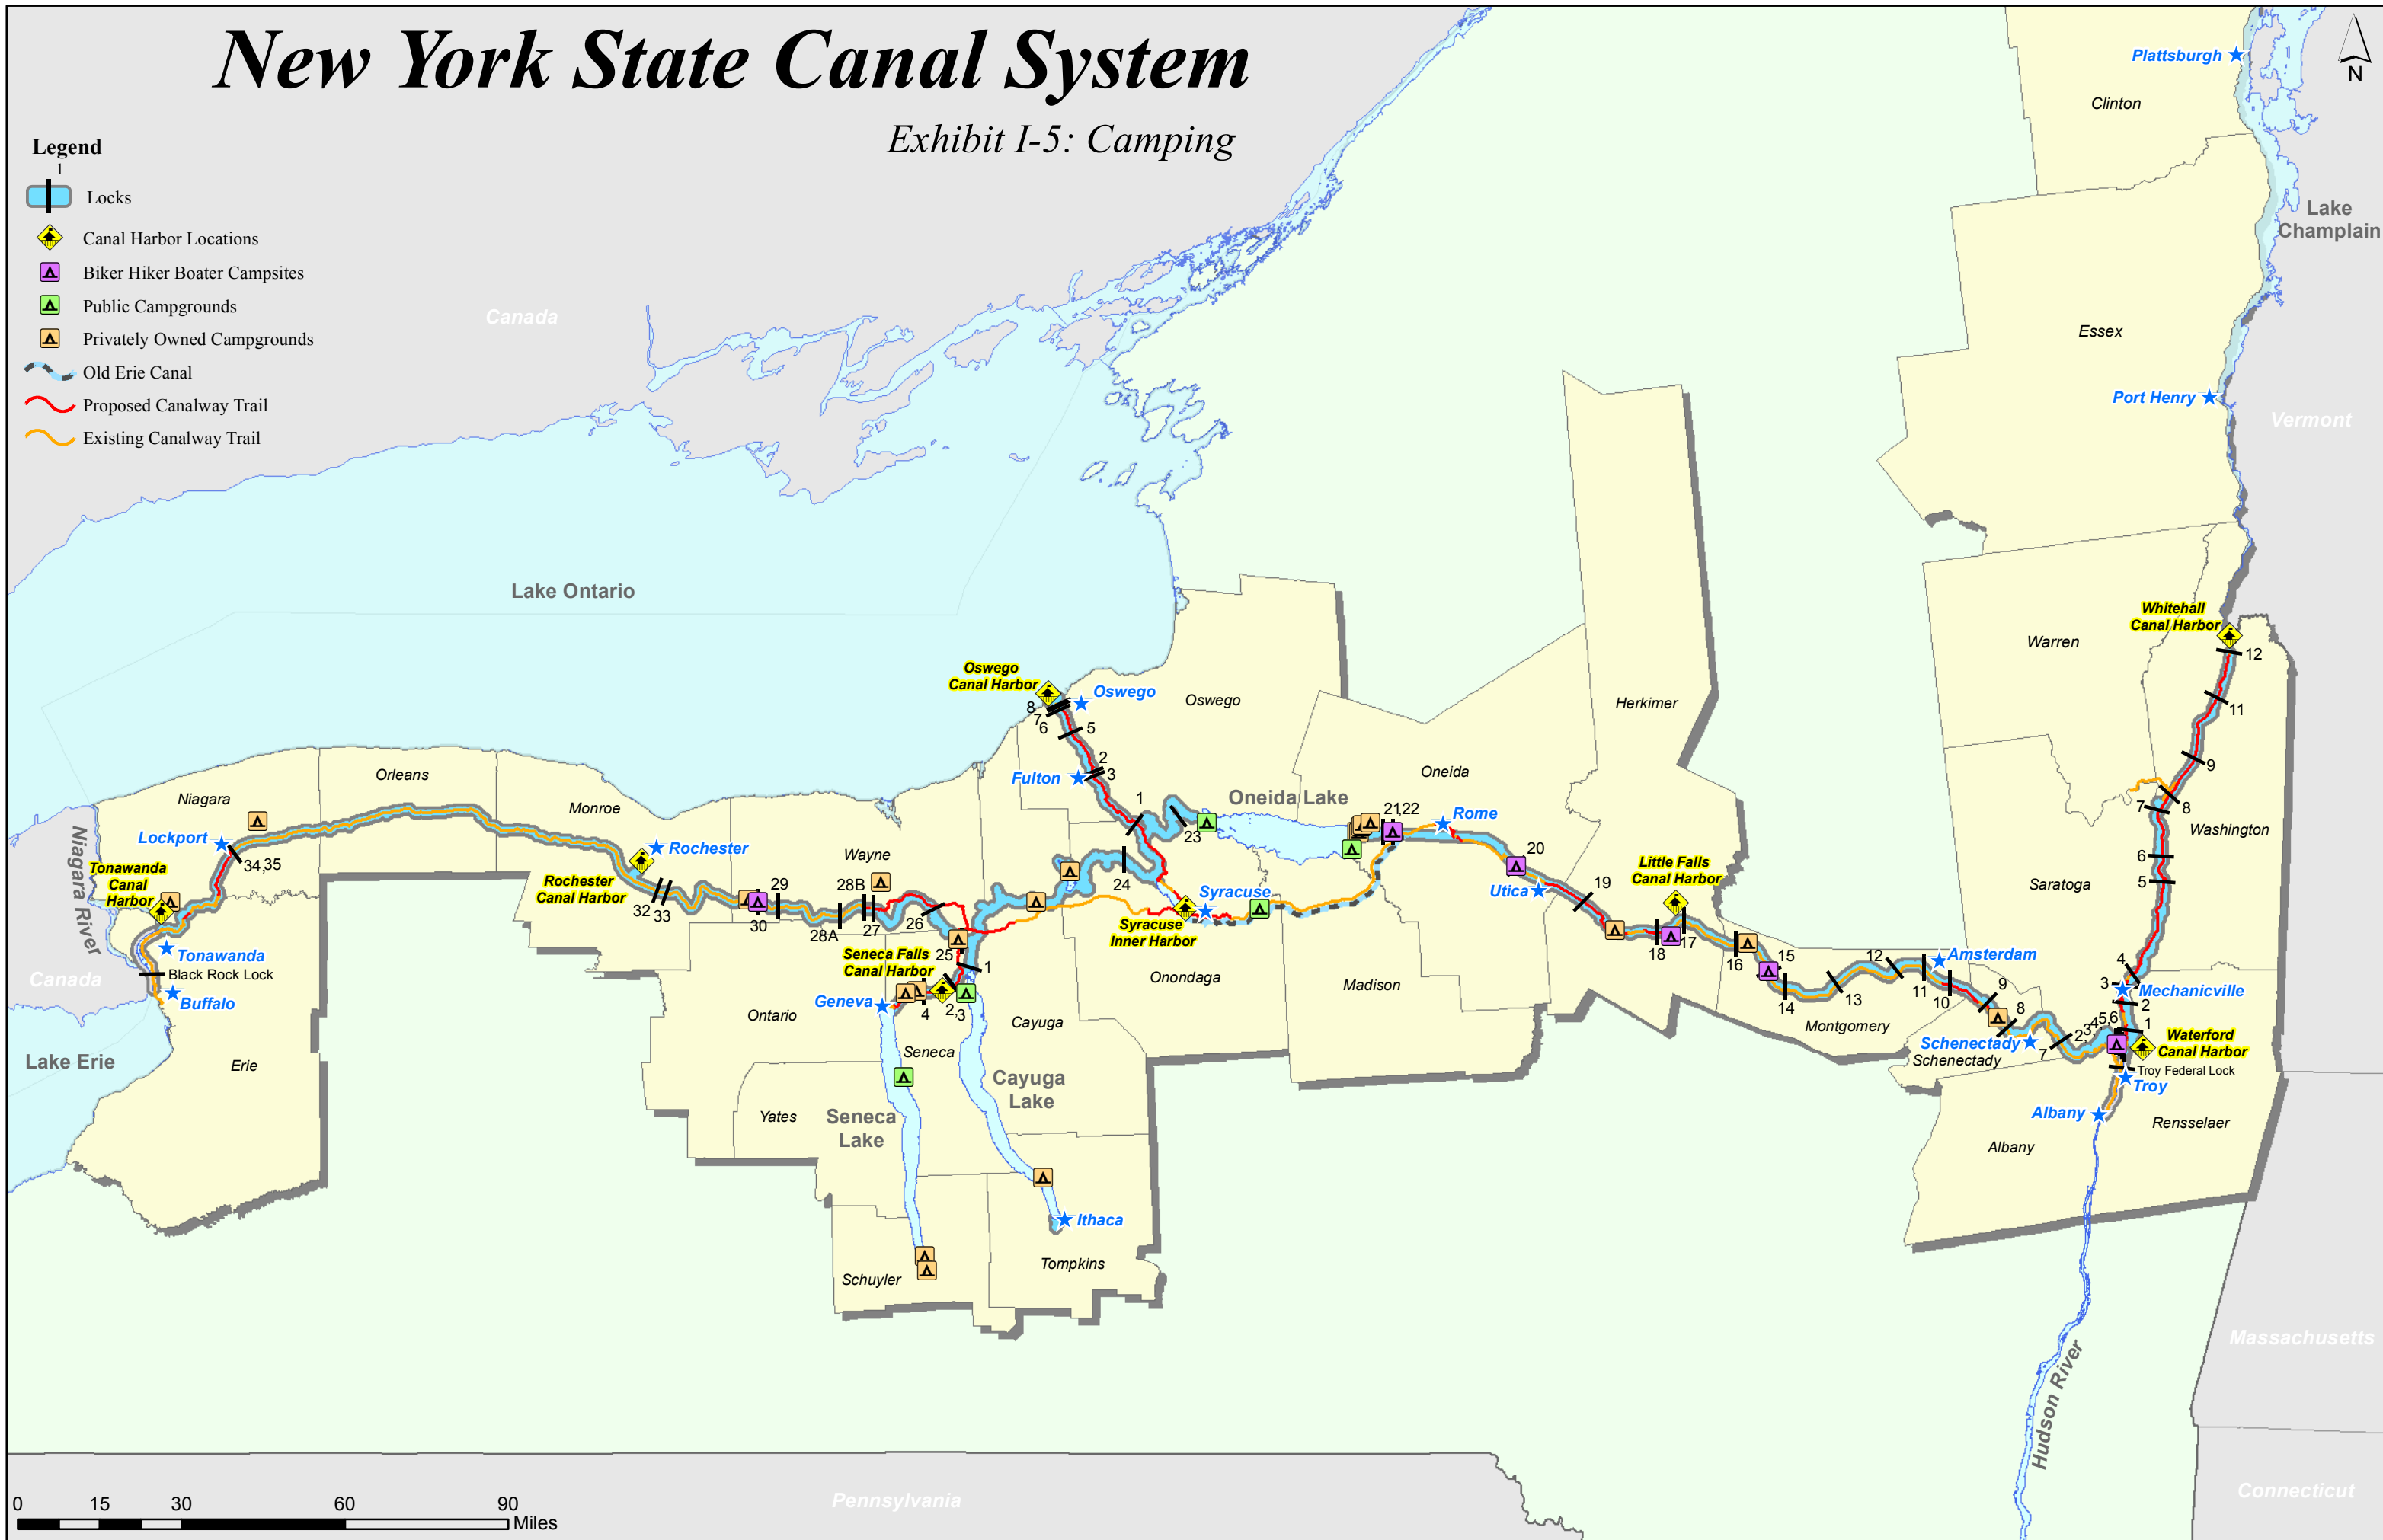 New York State Canal System
Exhibit I-5: Camping
Legend
1
Locks
Canal Harbor Locations
Biker Hiker Boater Campsites
Public Campgrounds
Privately Owned Campgrounds
Old Erie Canal
Proposed Canalway Trail
Existing Canalway Trail
N
Plattsburgh
Clinton
Lake
Champlain
Canada
Essex
Port Henry
Vermont
Lake Ontario
Whitehall
Canal Harbor
Warren
12
11
9
8
7
Washington
6
5
Saratoga
4
3
Mechanicville
2
1
Waterford
Canal Harbor
Troy Federal Lock
Troy
Albany
Rensselaer
Albany
Oswego
Canal Harbor
Oswego
Oswego
8
7
6
5
2
3
Fulton
1
23
Oneida Lake
21,22
Rome
Oneida
Herkimer
20
Utica
19
Little Falls
Canal Harbor
18
17
16
15
14
13
12
Amsterdam
11
10
9
8
Montgomery
Schenectady
Schenectady
7
2,3,4,5,6
Niagara
Orleans
Monroe
Lockport
34,35
Tonawanda
Canal
Harbor
Niagara River
Tonawanda
Black Rock Lock
Canada
Buffalo
Lake Erie
Erie
Rochester
Rochester
Canal Harbor
32
33
Wayne
30
29
28A
28B
27
26
25
24
Syracuse
Syracuse
Inner Harbor
Onondaga
Madison
Seneca Falls
Canal Harbor
1
2,3
4
Geneva
Ontario
Seneca
Cayuga
Yates
Seneca
Lake
Cayuga
Lake
Ithaca
Schuyler
Tompkins
Hudson River
Massachusetts
Connecticut
Pennsylvania
0 15 30 60 90
Miles